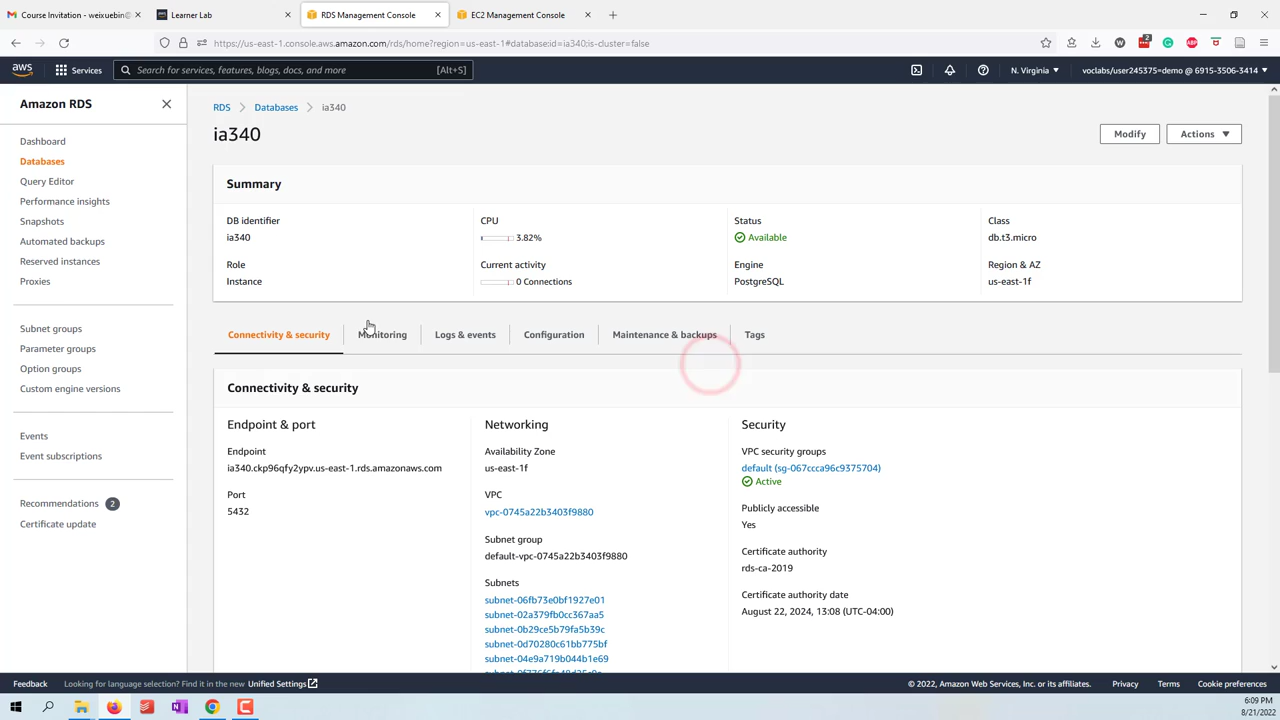 Course Invitation - weixuebin
Learner Lab
RDS Management Console
EC2 Management Console
https://us-east-1.console.aws.amazon.com/rds/home?region=us-east-1#database:id=ia340;is-cluster=false
aws
Services
Search for services, features, blogs, docs, and more
[Alt+S]
N. Virginia
voclabs/user245375=demo @ 6915-3506-3414
Amazon RDS
Dashboard
Databases
Query Editor
Performance insights
Snapshots
Automated backups
Reserved instances
Proxies
Subnet groups
Parameter groups
Option groups
Custom engine versions
Events
Event subscriptions
Recommendations 2
Certificate update
RDS > Databases > ia340
ia340
Modify
Actions
Summary
DB identifier
ia340
CPU
3.82%
Status
Available
Class
db.t3.micro
Role
Instance
Current activity
0 Connections
Engine
PostgreSQL
Region & AZ
us-east-1f
Connectivity & security
Monitoring
Logs & events
Configuration
Maintenance & backups
Tags
Connectivity & security
Endpoint & port
Endpoint
ia340.ckp96qfy2ypv.us-east-1.rds.amazonaws.com
Port
5432
Networking
Availability Zone
us-east-1f
VPC
vpc-0745a22b3403f9880
Subnet group
default-vpc-0745a22b3403f9880
Subnets
subnet-06fb73e0bf1927e01
subnet-02a379fb0cc367aa5
subnet-0b29ce5b79fa5b39c
subnet-0d70280c61bb775bf
subnet-04e9a719b044b1e69
Security
VPC security groups
default (sg-067ccca96c9375704)
Active
Publicly accessible
Yes
Certificate authority
rds-ca-2019
Certificate authority date
August 22, 2024, 13:08 (UTC-04:00)
Feedback
Looking for language selection? Find it in the new Unified Settings
© 2022, Amazon Web Services, Inc. or its affiliates.
Privacy
Terms
Cookie preferences
6:09 PM
8/21/2022